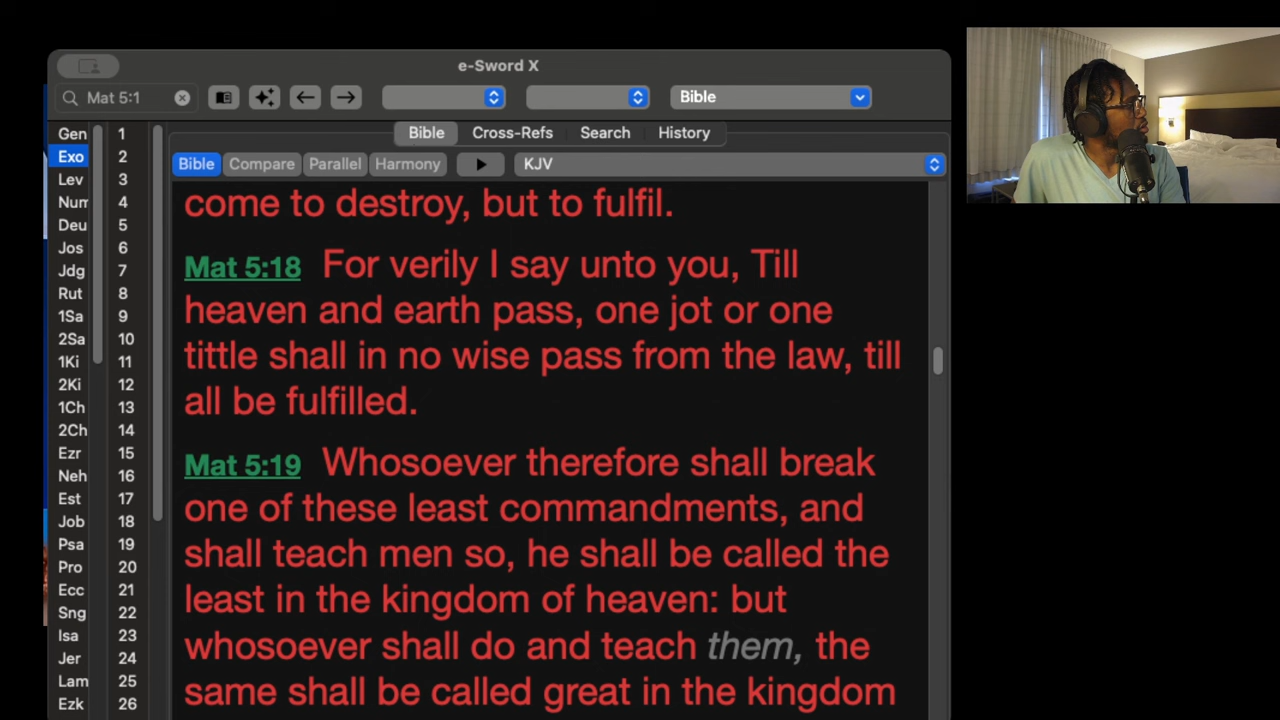 e-Sword X
Mat 5:1
Bible
Bible Cross-Refs Search History
Bible Compare Parallel Harmony KJV
Gen 1
Exo 2
Lev 3
Num 4
Deu 5
Jos 6
Jdg 7
Rut 8
1Sa 9
2Sa 10
1Ki 11
2Ki 12
1Ch 13
2Ch 14
Ezr 15
Neh 16
Est 17
Job 18
Psa 19
Pro 20
Ecc 21
Sng 22
Isa 23
Jer 24
Lam 25
Ezk 26
come to destroy, but to fulfil.
Mat 5:18 For verily I say unto you, Till
heaven and earth pass, one jot or one
tittle shall in no wise pass from the law, till
all be fulfilled.
Mat 5:19 Whosoever therefore shall break
one of these least commandments, and
shall teach men so, he shall be called the
least in the kingdom of heaven: but
whosoever shall do and teach them, the
same shall be called great in the kingdom